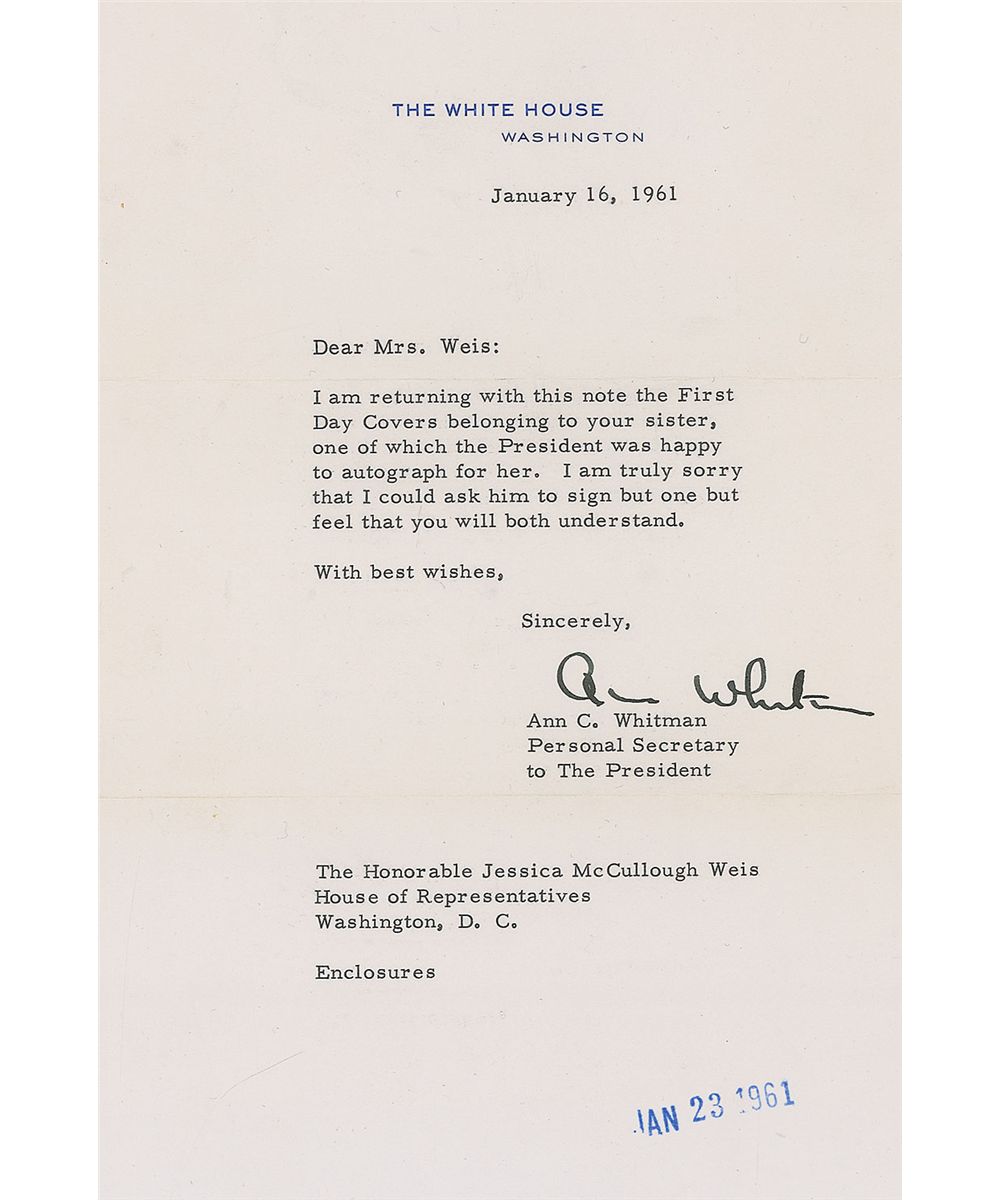 THE WHITE HOUSE
WASHINGTON
January 16, 1961
Dear Mrs. Weis:
I am returning with this note the First
Day Covers belonging to your sister,
one of which the President was happy
to autograph for her. I am truly sorry
that I could ask him to sign but one but
feel that you will both understand.
With best wishes,
Sincerely,
Ann Whitman
Ann C. Whitman
Personal Secretary
to The President
The Honorable Jessica McCullough Weis
House of Representatives
Washington, D. C.
Enclosures
JAN 23 1961